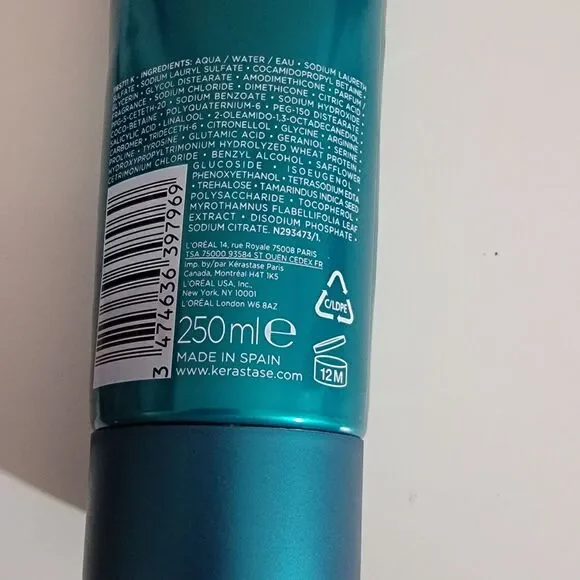 INGREDIENTS: AQUA / WATER / EAU • SODIUM LAURETH
SULFATE • SODIUM LAURYL SULFATE • COCAMIDOPROPYL BETAINE •
GLYCERIN • GLYCOL DISTEARATE • AMODIMETHICONE • PARFUM /
FRAGRANCE • SODIUM CHLORIDE • DIMETHICONE • CITRIC ACID
PPG-5-CETETH-20 • SODIUM BENZOATE • SODIUM HYDROXIDE •
COCO-BETAINE • POLYQUATERNIUM-6 • PEG-150 DISTEARATE •
SALICYLIC ACID • LINALOOL • 2-OLEAMIDO-1,3-OCTADECANEDIOL •
CARBOMER • TRIDECETH-6 • CITRONELLOL • GLYCINE • ARGININE •
PROLINE • TYROSINE • GLUTAMIC ACID • GERANIOL • SERINE •
HYDROXYPROPYLTRIMONIUM HYDROLYZED WHEAT PROTEIN •
CETRIMONIUM CHLORIDE • BENZYL ALCOHOL • SAFFLOWER
GLUCOSIDE • ISOEUGENOL •
PHENOXYETHANOL • TETRASODIUM EDTA
• TREHALOSE • TAMARINDUS INDICA SEED
POLYSACCHARIDE • TOCOPHEROL •
MYROTHAMNUS FLABELLIFOLIA LEAF
EXTRACT • DISODIUM PHOSPHATE •
SODIUM CITRATE. N293473/1.
L'ORÉAL 14, rue Royale 75008 PARIS
TSA 75000 93584 ST OUEN CEDEX FR
Imp. by/par Kérastase Paris
Canada, Montréal H4T 1K5
L'ORÉAL USA, Inc.,
New York, NY 10001
L'ORÉAL London W6 8AZ
C/LDPE
250ml e
MADE IN SPAIN
www.kerastase.com
12M
3 474636 397969